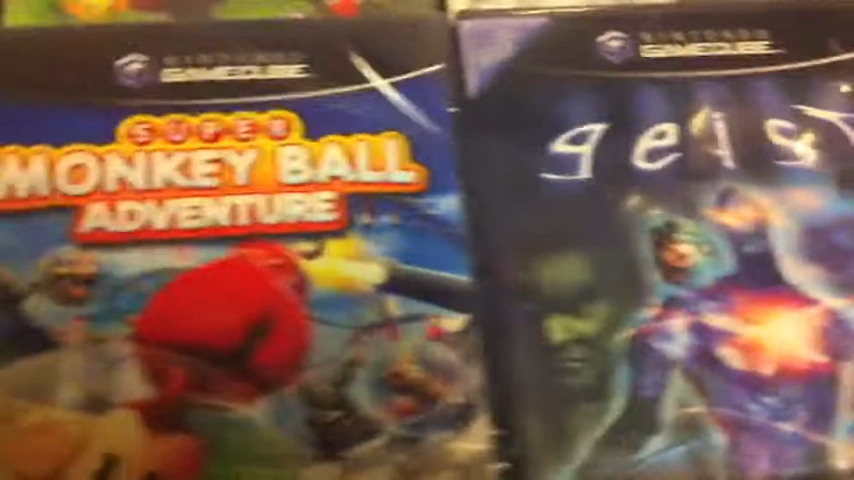 NINTENDO
GAMECUBE
SUPER
MONKEY BALL
ADVENTURE
NINTENDO
GAMECUBE
geist